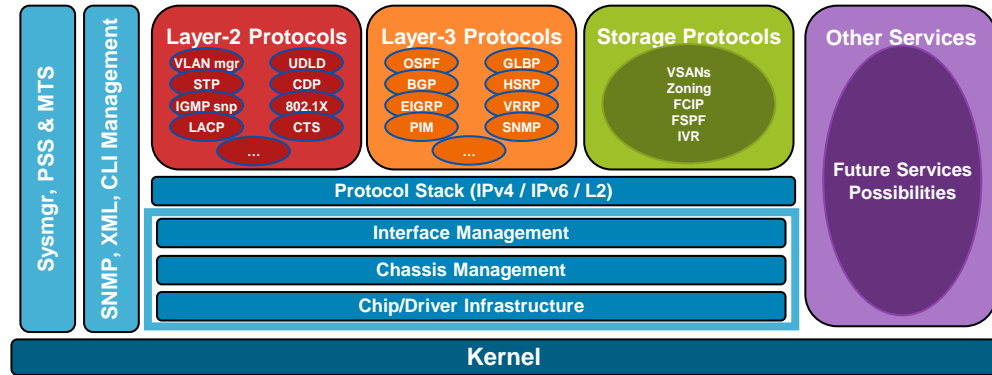 Sysmgr, PSS & MTS
SNMP, XML, CLI Management
Layer-2 Protocols
VLAN mgr
UDLD
STP
CDP
IGMP snp
802.1X
LACP
CTS
...
Layer-3 Protocols
OSPF
GLBP
BGP
HSRP
EIGRP
VRRP
PIM
SNMP
...
Storage Protocols
VSANs
Zoning
FCIP
FSPF
IVR
Other Services
Future Services
Possibilities
Protocol Stack (IPv4 / IPv6 / L2)
Interface Management
Chassis Management
Chip/Driver Infrastructure
Kernel